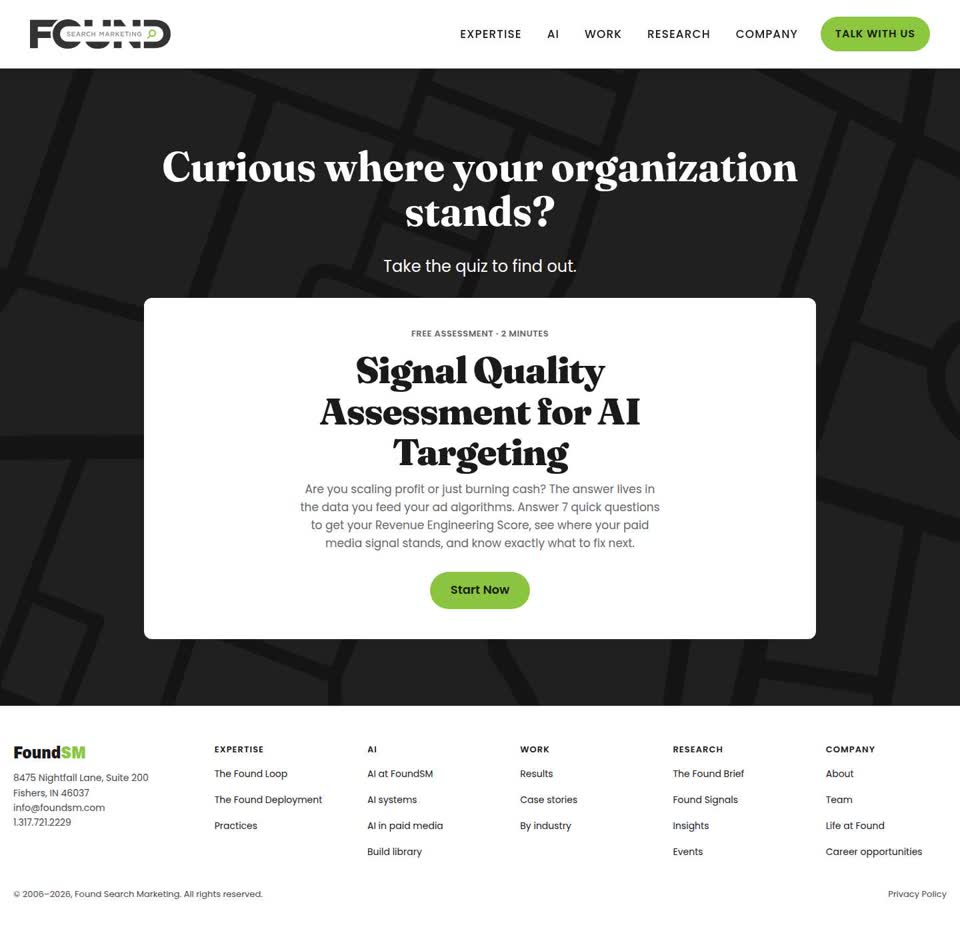 FOUND
SEARCH MARKETING
EXPERTISE
AI
WORK
RESEARCH
COMPANY
TALK WITH US
Curious where your organization
stands?
Take the quiz to find out.
FREE ASSESSMENT • 2 MINUTES
Signal Quality
Assessment for AI
Targeting
Are you scaling profit or just burning cash? The answer lives in
the data you feed your ad algorithms. Answer 7 quick questions
to get your Revenue Engineering Score, see where your paid
media signal stands, and know exactly what to fix next.
Start Now
FoundSM
8475 Nightfall Lane, Suite 200
Fishers, IN 46037
info@foundsm.com
1.317.721.2229
EXPERTISE
The Found Loop
The Found Deployment
Practices
AI
AI at FoundSM
AI systems
AI in paid media
Build library
WORK
Results
Case stories
By industry
RESEARCH
The Found Brief
Found Signals
Insights
Events
COMPANY
About
Team
Life at Found
Career opportunities
© 2006–2026, Found Search Marketing. All rights reserved.
Privacy Policy